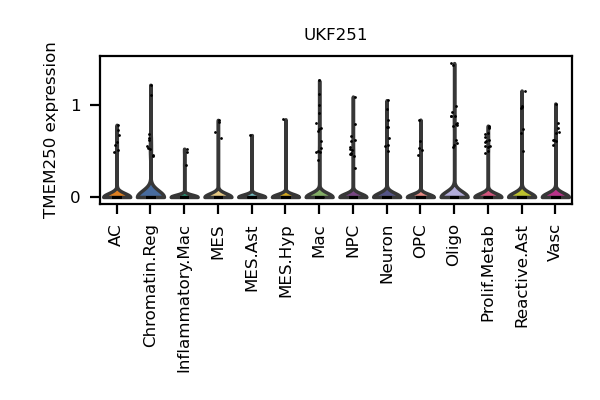 UKF251
TMEM250 expression
1
0
AC
Chromatin.Reg
Inflammatory.Mac
MES
MES.Ast
MES.Hyp
Mac
NPC
Neuron
OPC
Oligo
Prolif.Metab
Reactive.Ast
Vasc